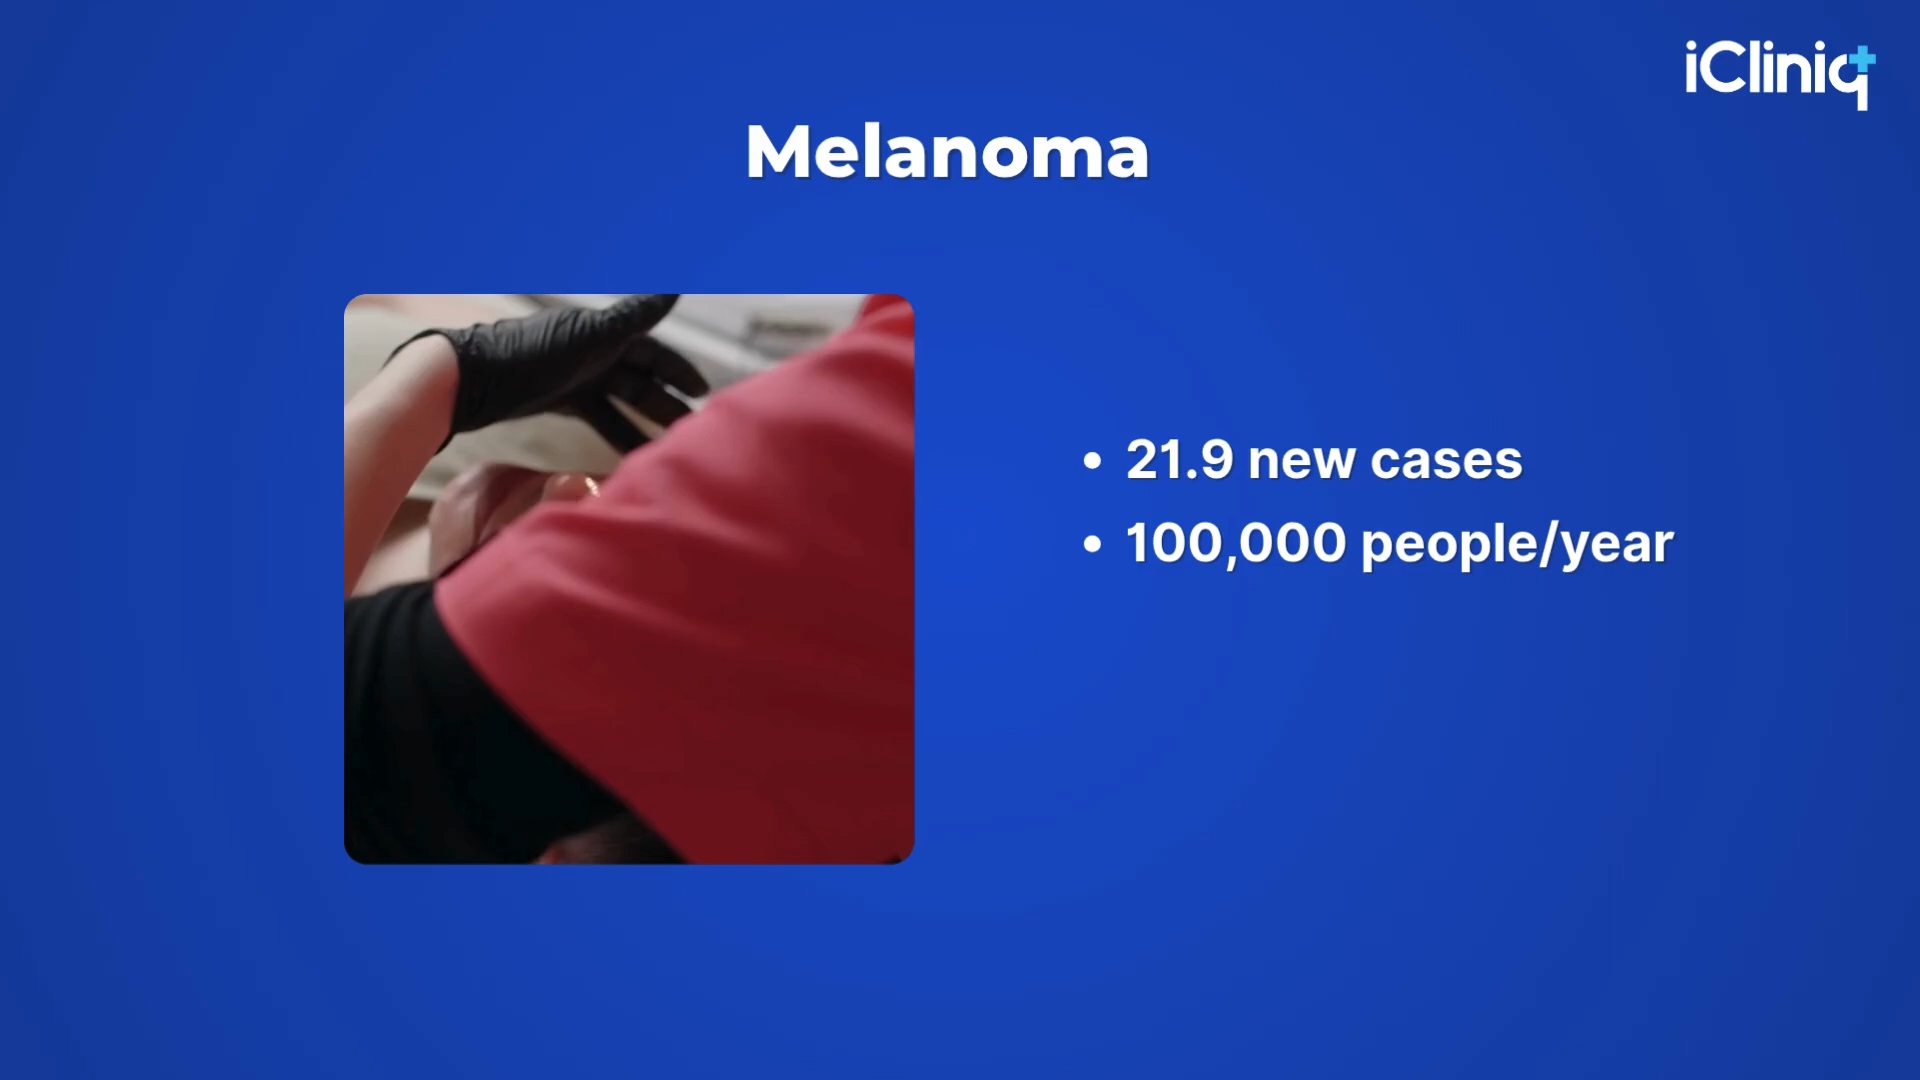 iCliniq
Melanoma
• 21.9 new cases
• 100,000 people/year